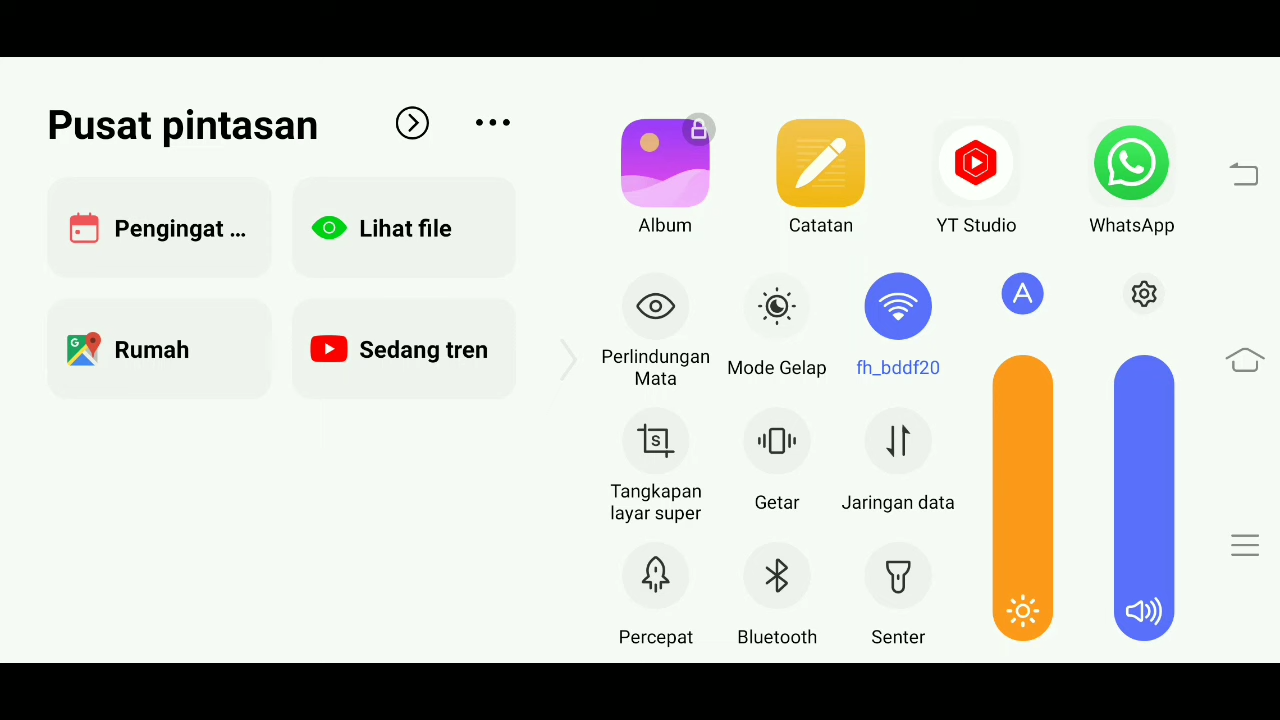 Pusat pintasan
Pengingat ...
Lihat file
Rumah
Sedang tren
Album
Catatan
YT Studio
WhatsApp
Perlindungan
Mata
Mode Gelap
fh_bddf20
A
S
Tangkapan
layar super
Getar
Jaringan data
Percepat
Bluetooth
Senter